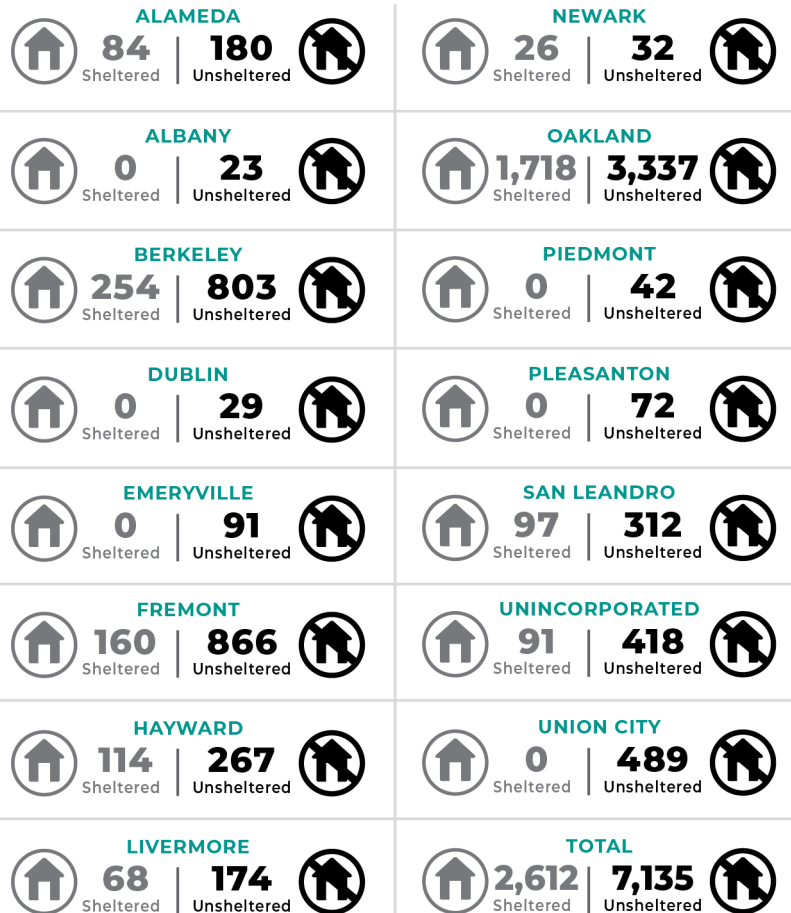 ALAMEDA
84 180
Sheltered Unsheltered
ALBANY
0 23
Sheltered Unsheltered
BERKELEY
254 803
Sheltered Unsheltered
DUBLIN
0 29
Sheltered Unsheltered
EMERYVILLE
0 91
Sheltered Unsheltered
FREMONT
160 866
Sheltered Unsheltered
HAYWARD
114 267
Sheltered Unsheltered
LIVERMORE
68 174
Sheltered Unsheltered
NEWARK
26 32
Sheltered Unsheltered
OAKLAND
1,718 3,337
Sheltered Unsheltered
PIEDMONT
0 42
Sheltered Unsheltered
PLEASANTON
0 72
Sheltered Unsheltered
SAN LEANDRO
97 312
Sheltered Unsheltered
UNINCORPORATED
91 418
Sheltered Unsheltered
UNION CITY
0 489
Sheltered Unsheltered
TOTAL
2,612 7,135
Sheltered Unsheltered